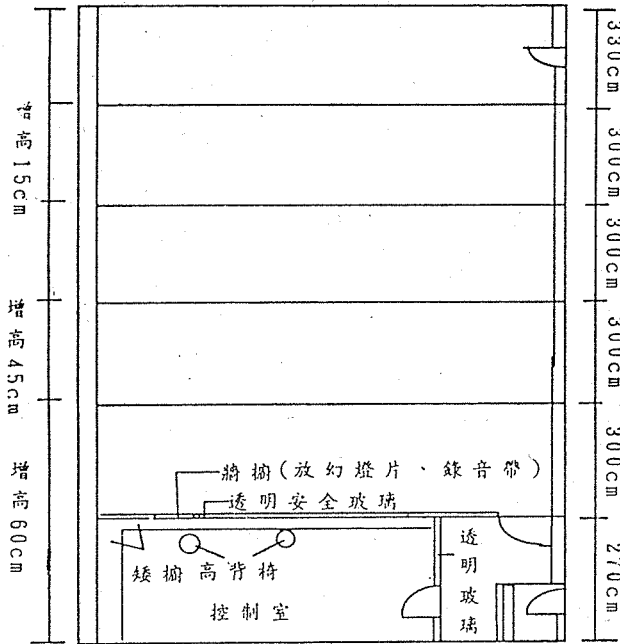 增高15cm
增高45cm
增高60cm
330cm
300cm
300cm
300cm
300cm
270cm
櫥(放幻燈片、錄音帶)
透明安全玻璃
矮櫥
高背椅
控制室
透明玻璃